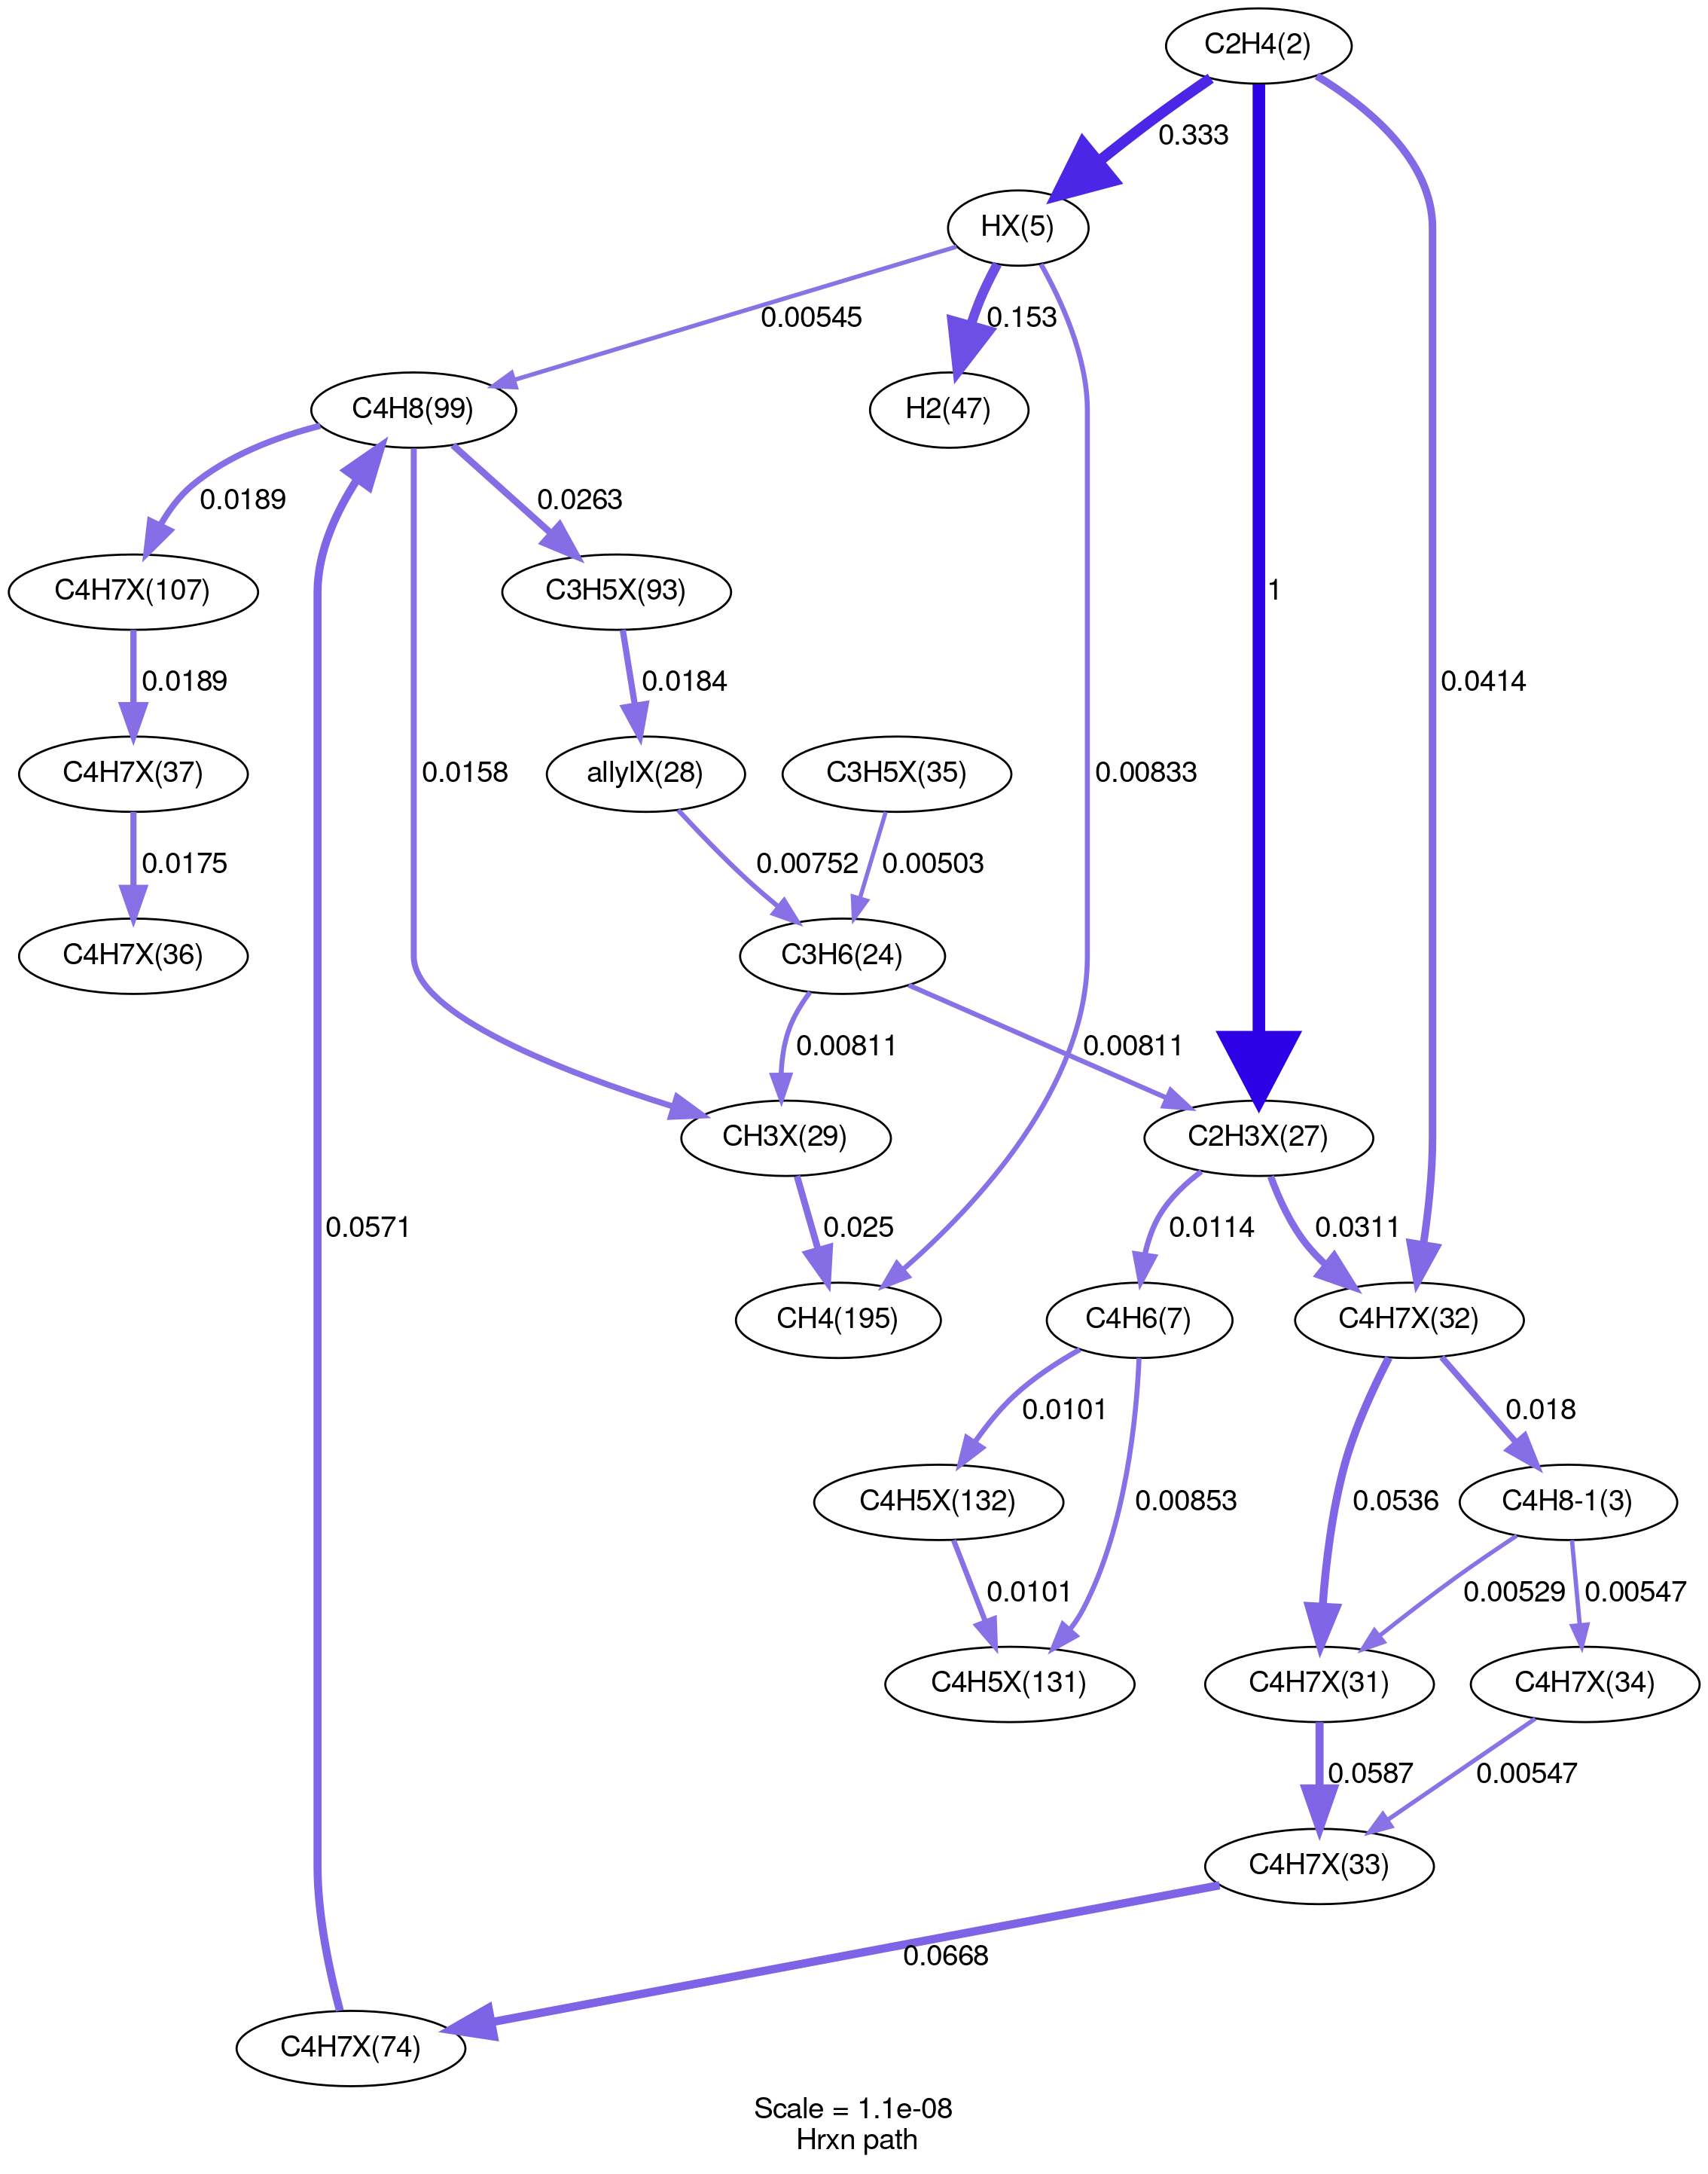 C2H4(2)
0.333
HX(5)
0.00545
0.153
C4H8(99)
H2(47)
0.0189
0.0263
C4H7X(107)
C3H5X(93)
1
0.0189
0.0184
0.0414
C4H7X(37)
allylX(28)
C3H5X(35)
0.0158
0.00833
0.0175
0.00752
0.00503
C4H7X(36)
C3H6(24)
0.00811
0.00811
CH3X(29)
C2H3X(27)
0.0571
0.025
0.0114
0.0311
CH4(195)
C4H6(7)
C4H7X(32)
0.0101
0.018
C4H5X(132)
0.00853
0.0536
C4H8-1(3)
0.0101
0.00529
0.00547
C4H5X(131)
C4H7X(31)
C4H7X(34)
0.0587
0.00547
C4H7X(33)
0.0668
C4H7X(74)
Scale = 1.1e-08
Hrxn path